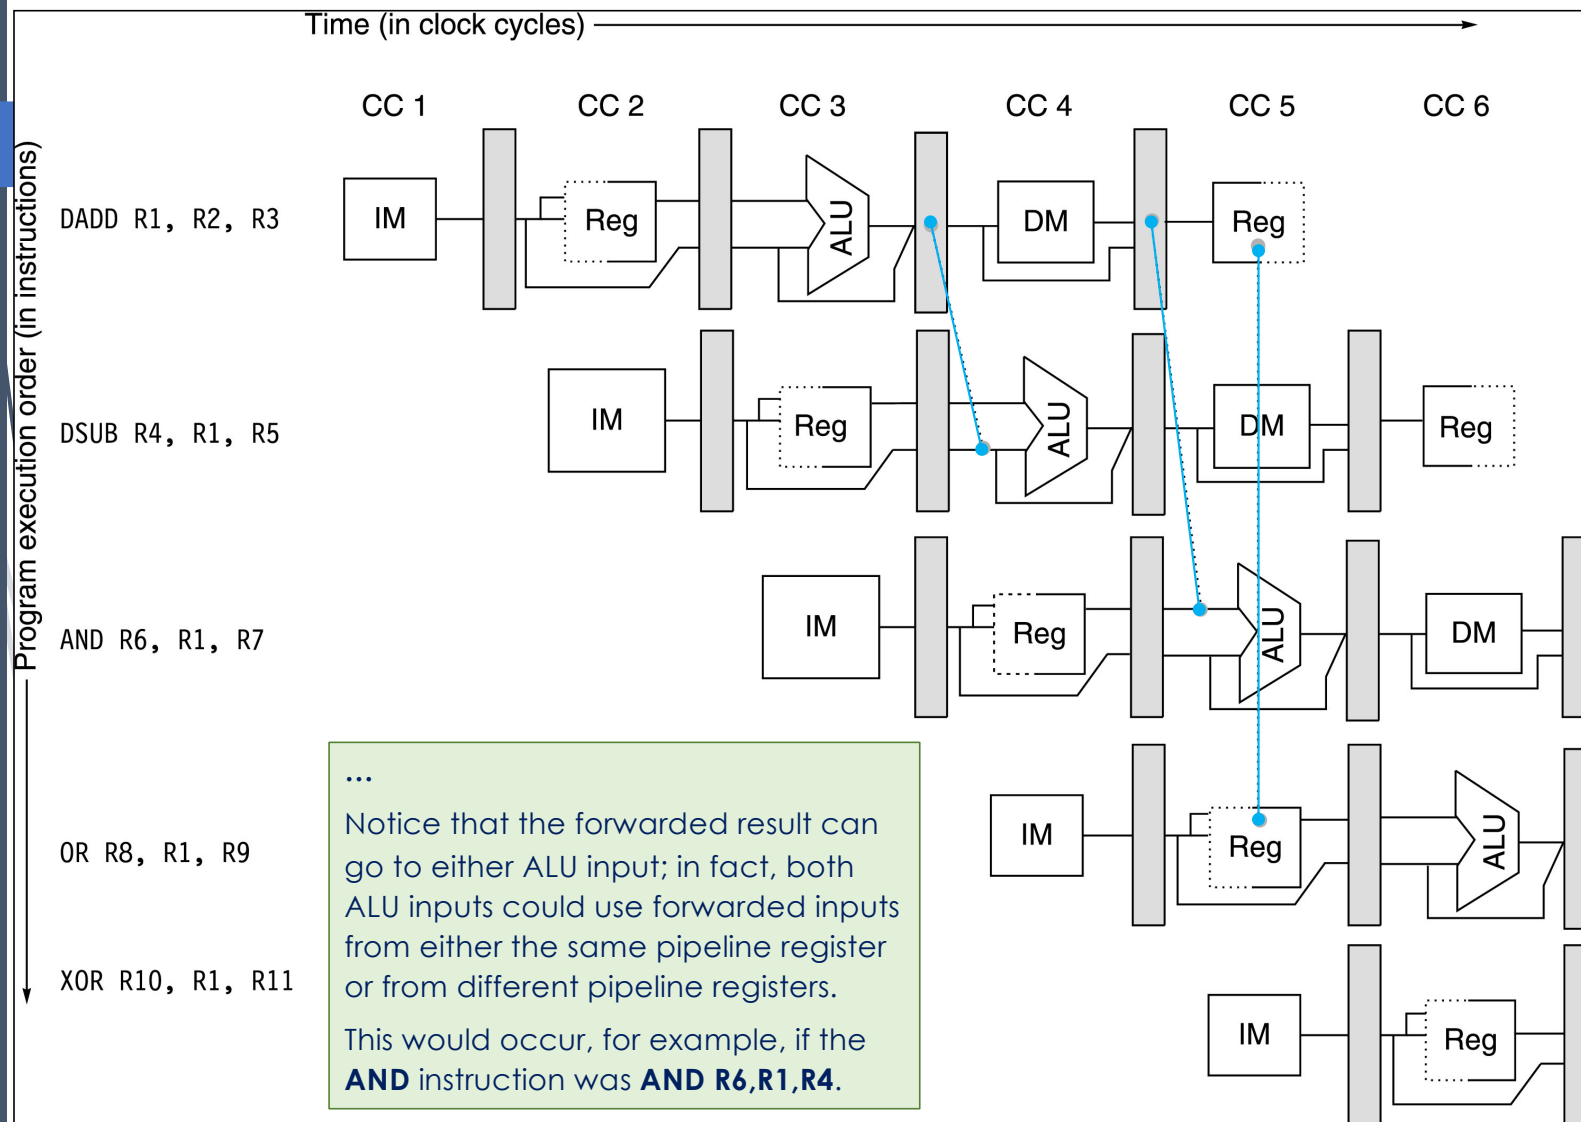 Time (in clock cycles)
CC 1 CC 2 CC 3 CC 4 CC 5 CC 6
Program execution order (in instructions)
DADD R1, R2, R3
IM Reg ALU DM Reg
DSUB R4, R1, R5
IM Reg ALU DM Reg
AND R6, R1, R7
IM Reg ALU DM
OR R8, R1, R9
IM Reg ALU
XOR R10, R1, R11
IM Reg
...
Notice that the forwarded result can
go to either ALU input; in fact, both
ALU inputs could use forwarded inputs
from either the same pipeline register
or from different pipeline registers.
This would occur, for example, if the
AND instruction was AND R6,R1,R4.